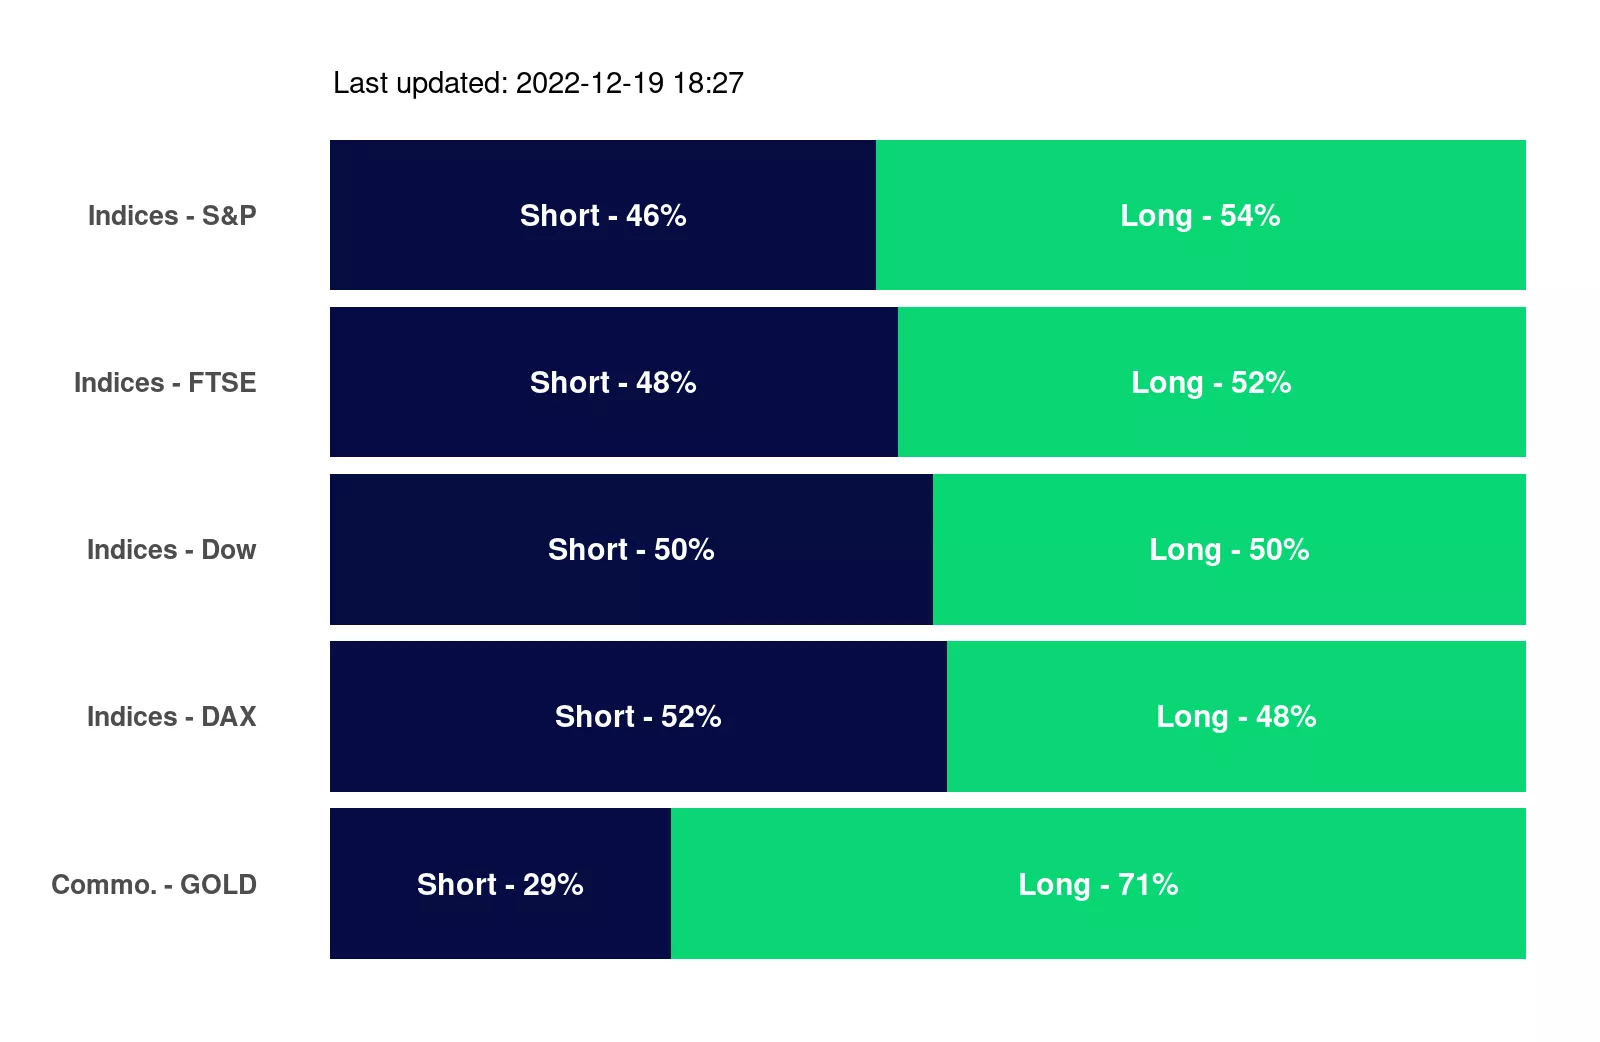 Last updated: 2022-12-19 18:27
Indices - S&P Short - 46% Long - 54%
Indices - FTSE Short - 48% Long - 52%
Indices - Dow Short - 50% Long - 50%
Indices - DAX Short - 52% Long - 48%
Commo. - GOLD Short - 29% Long - 71%